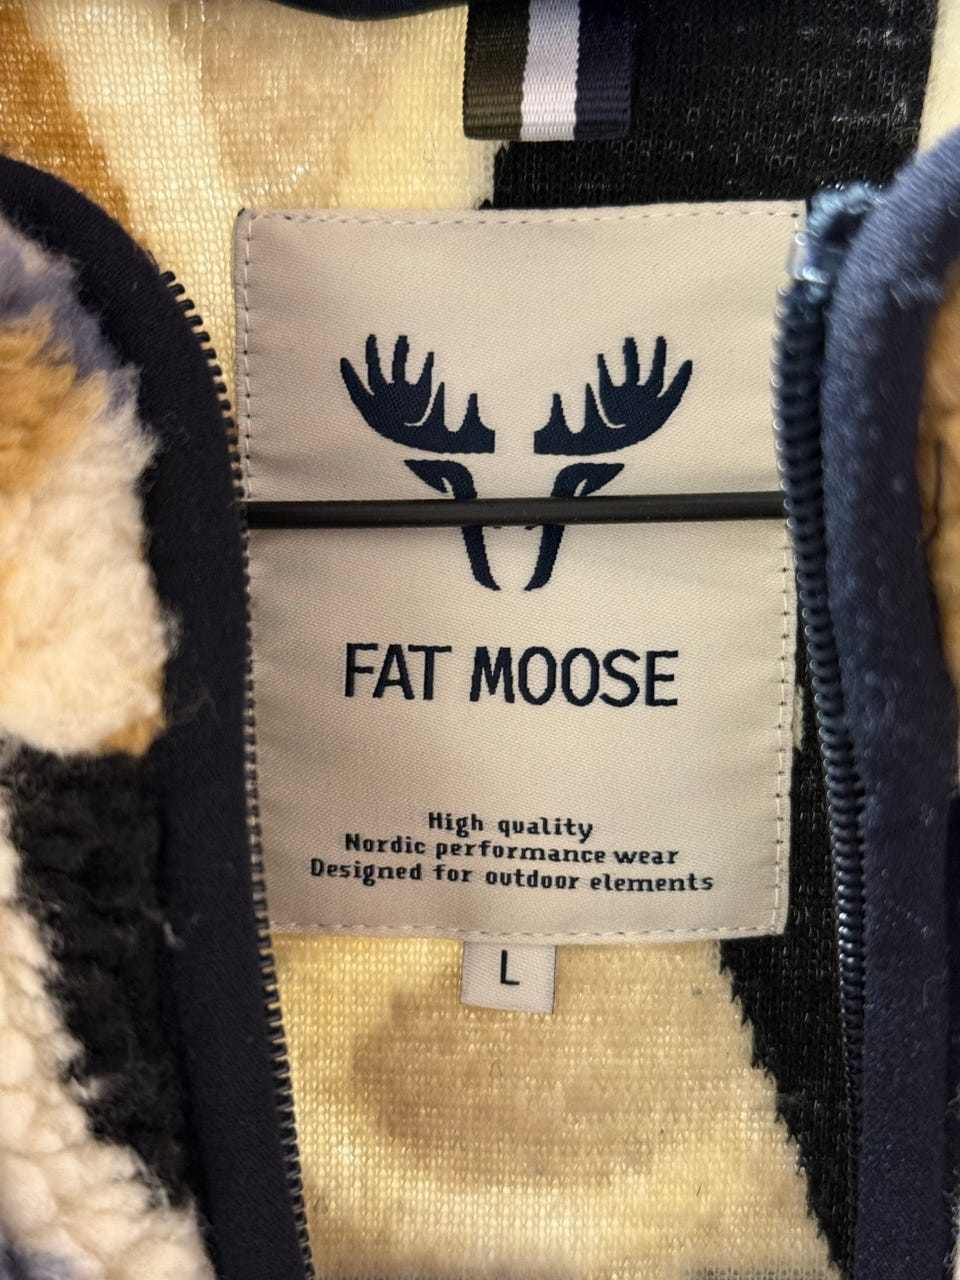 FAT MOOSE
High quality
Nordic performance wear
Designed for outdoor elements
L